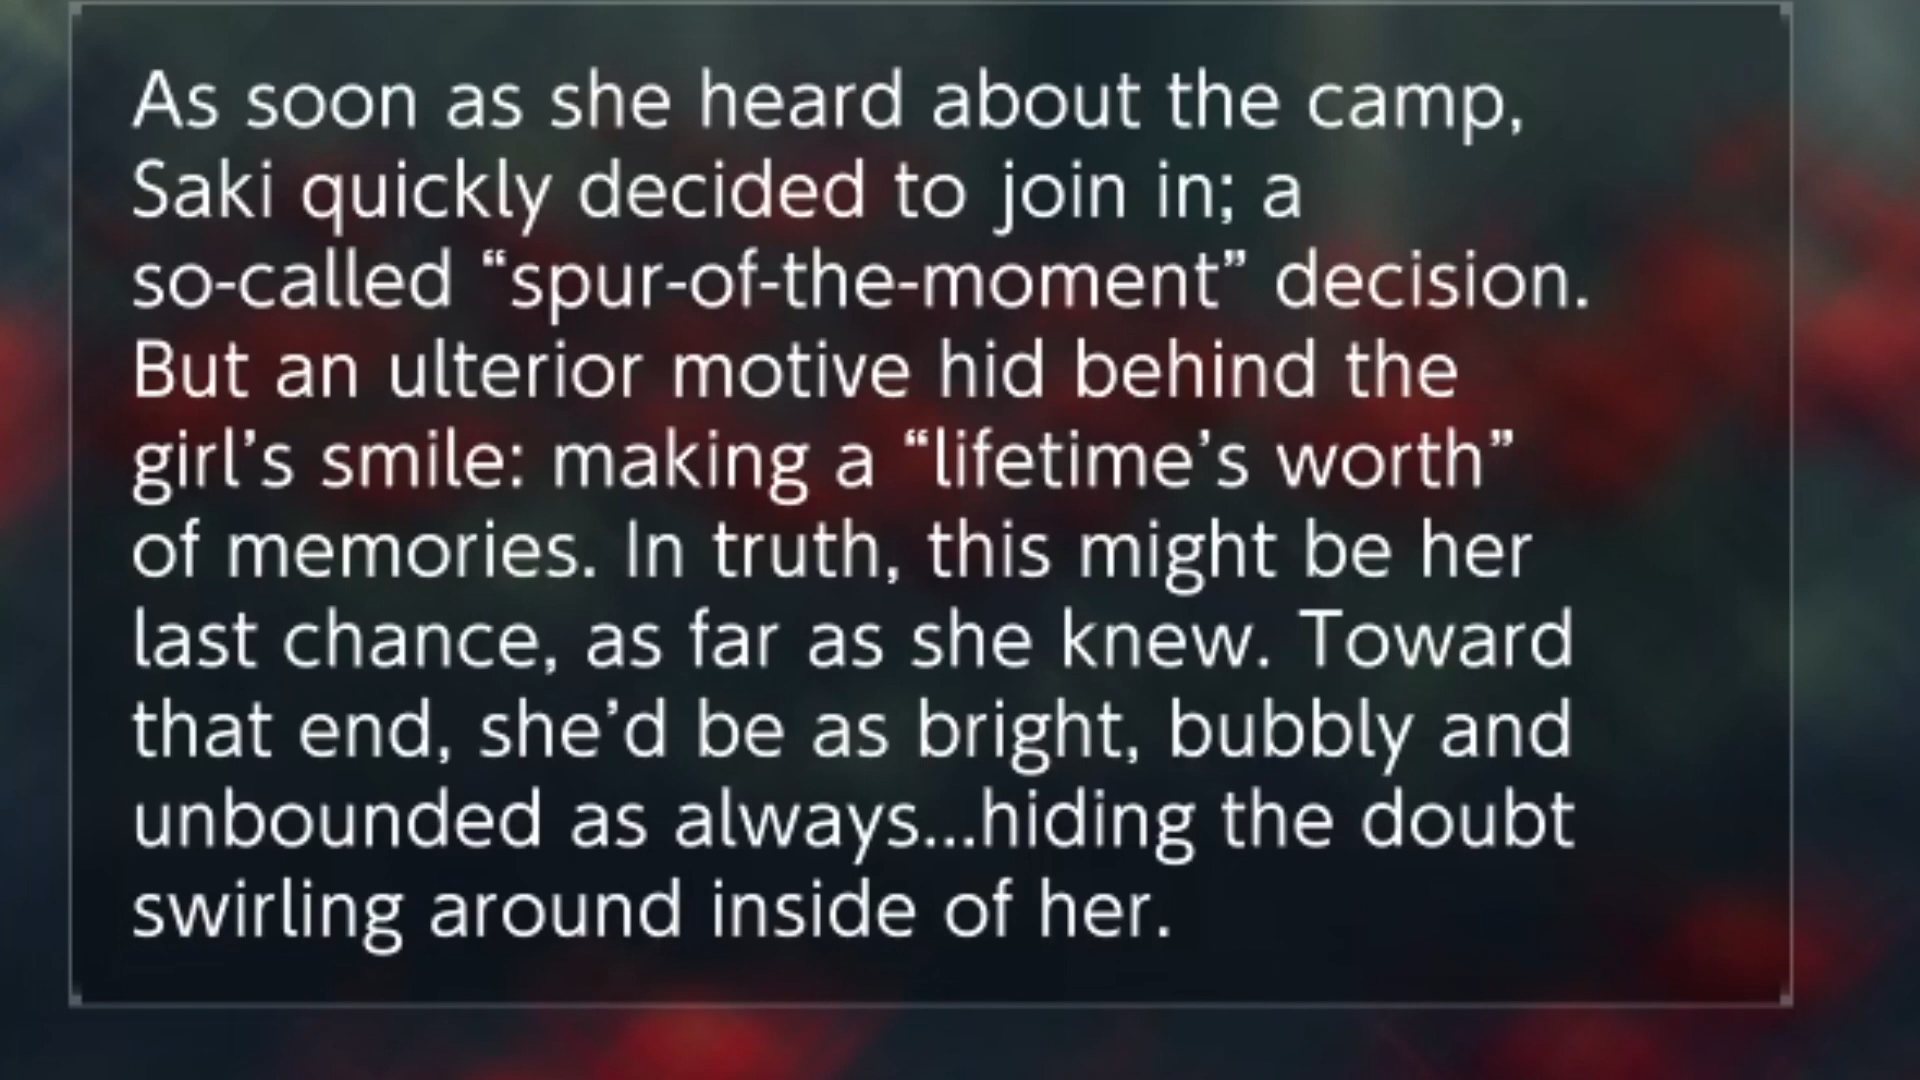 As soon as she heard about the camp,
Saki quickly decided to join in; a
so-called “spur-of-the-moment” decision.
But an ulterior motive hid behind the
girl’s smile: making a “lifetime’s worth”
of memories. In truth, this might be her
last chance, as far as she knew. Toward
that end, she’d be as bright, bubbly and
unbounded as always...hiding the doubt
swirling around inside of her.